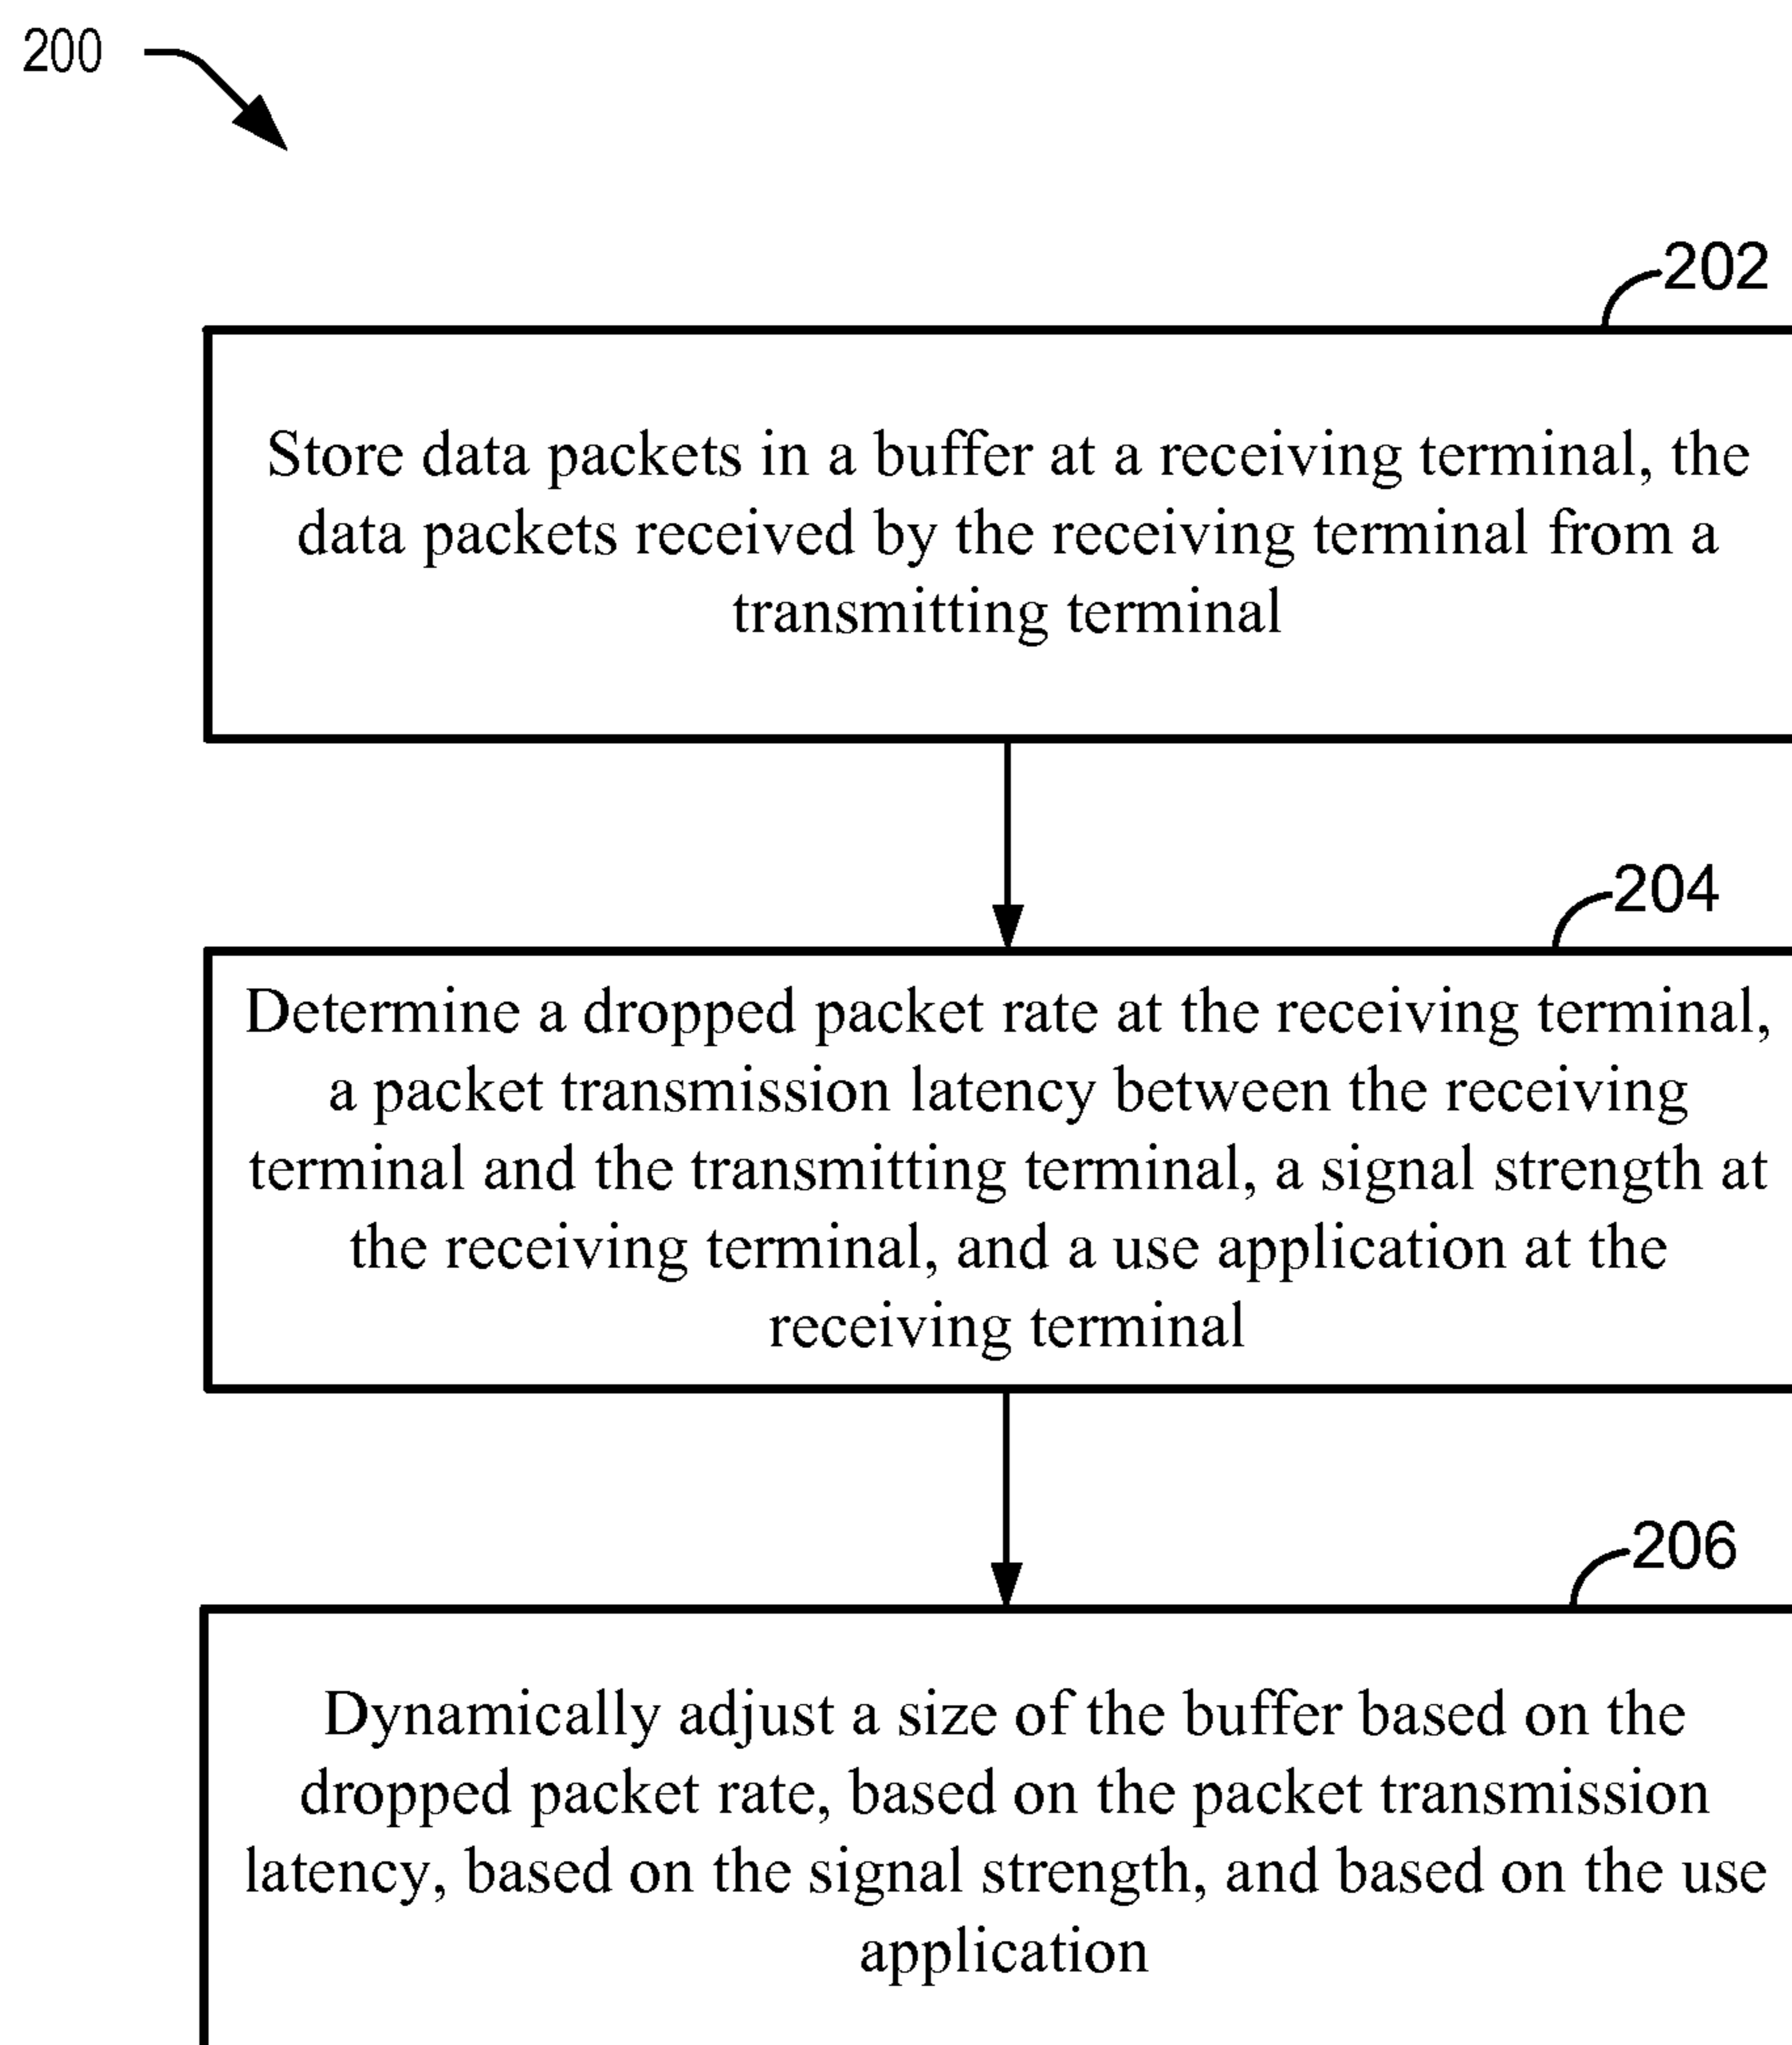 200
202
Store data packets in a buffer at a receiving terminal, the
data packets received by the receiving terminal from a
transmitting terminal
204
Determine a dropped packet rate at the receiving terminal,
a packet transmission latency between the receiving
terminal and the transmitting terminal, a signal strength at
the receiving terminal, and a use application at the
receiving terminal
206
Dynamically adjust a size of the buffer based on the
dropped packet rate, based on the packet transmission
latency, based on the signal strength, and based on the use
application